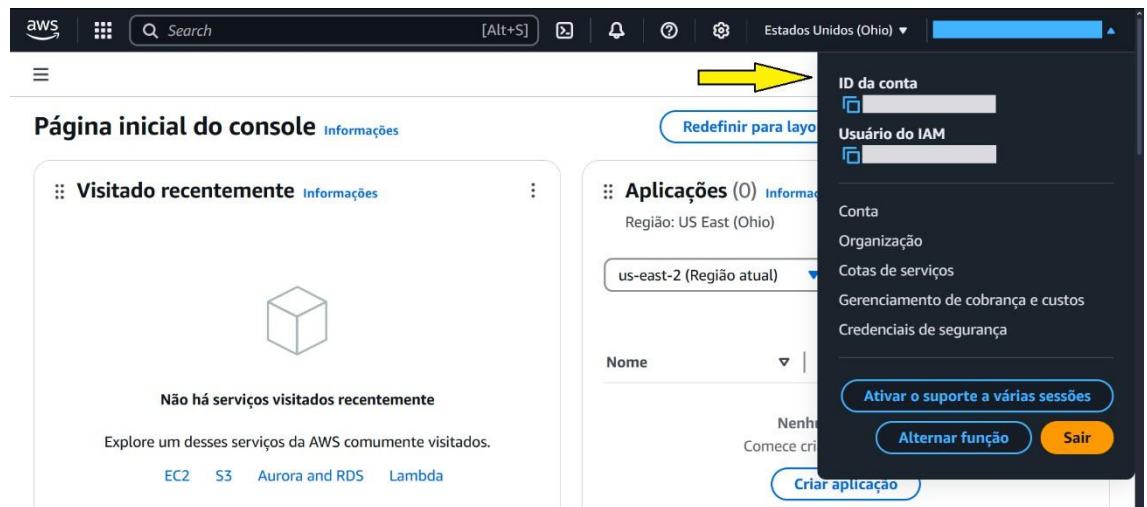 aws
Search [Alt+S] Estados Unidos (Ohio)
ID da conta
Usuário do IAM
Conta
Organização
Cotas de serviços
Gerenciamento de cobrança e custos
Credenciais de segurança
Ativar o suporte a várias sessões
Alternar função Sair
Página inicial do console Informações
Redefinir para layo
Visitado recentemente Informações
Não há serviços visitados recentemente
Explore um desses serviços da AWS comumente visitados.
EC2 S3 Aurora and RDS Lambda
Aplicações (0) Informa
Região: US East (Ohio)
us-east-2 (Região atual)
Nome
Nenh
Comece cri
Criar aplicação